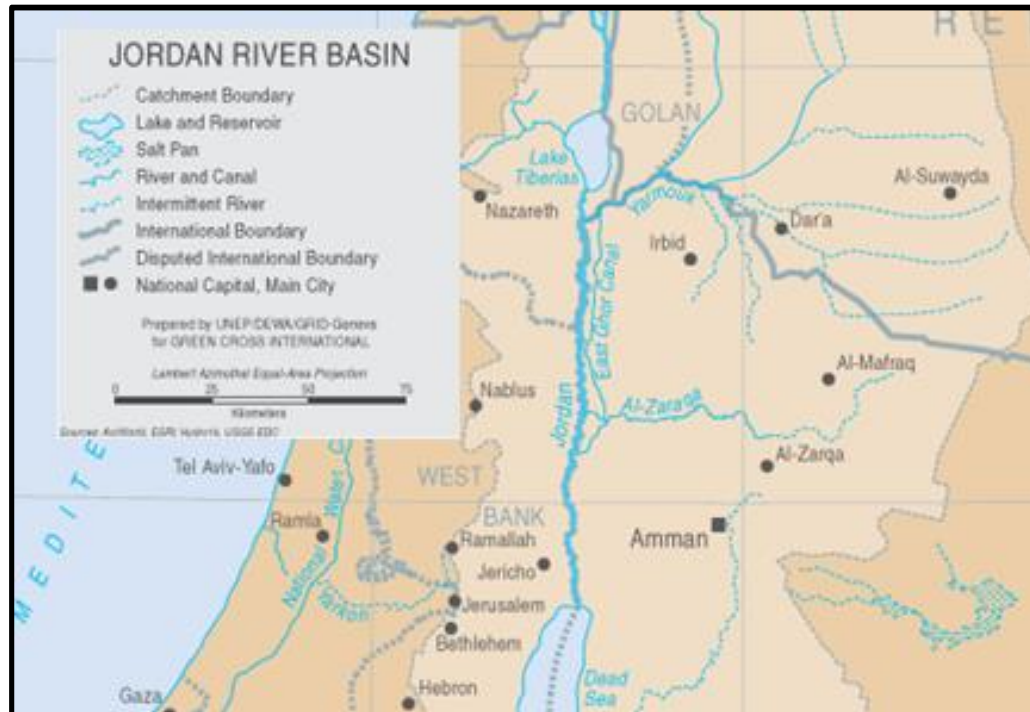 JORDAN RIVER BASIN
Catchment Boundary
Lake and Reservoir
Salt Pan
River and Canal
Intermittent River
International Boundary
Disputed International Boundary
National Capital, Main City
Prepared by UNEP/DEWA/GRID-Geneva
for GREEN CROSS INTERNATIONAL
Lambert Azimuthal Equal-Area Projection
0 25 50 75
Kilometers
R E
GOLAN
Lake
Tiberias
Nazareth
Yarmouk
Al-Suwayda
Dar'a
Irbid
East Ghor Canal
Al-Mafraq
Nablus
Jordan
Al-Zaraqa
Al-Zarqa
Tel Aviv-Yafo
WEST
BANK
Ramla
National Water C
Yarkon
Ramallah
Jericho
Amman
Jerusalem
Bethlehem
Dead
Sea
Hebron
Gaza
MEDITE